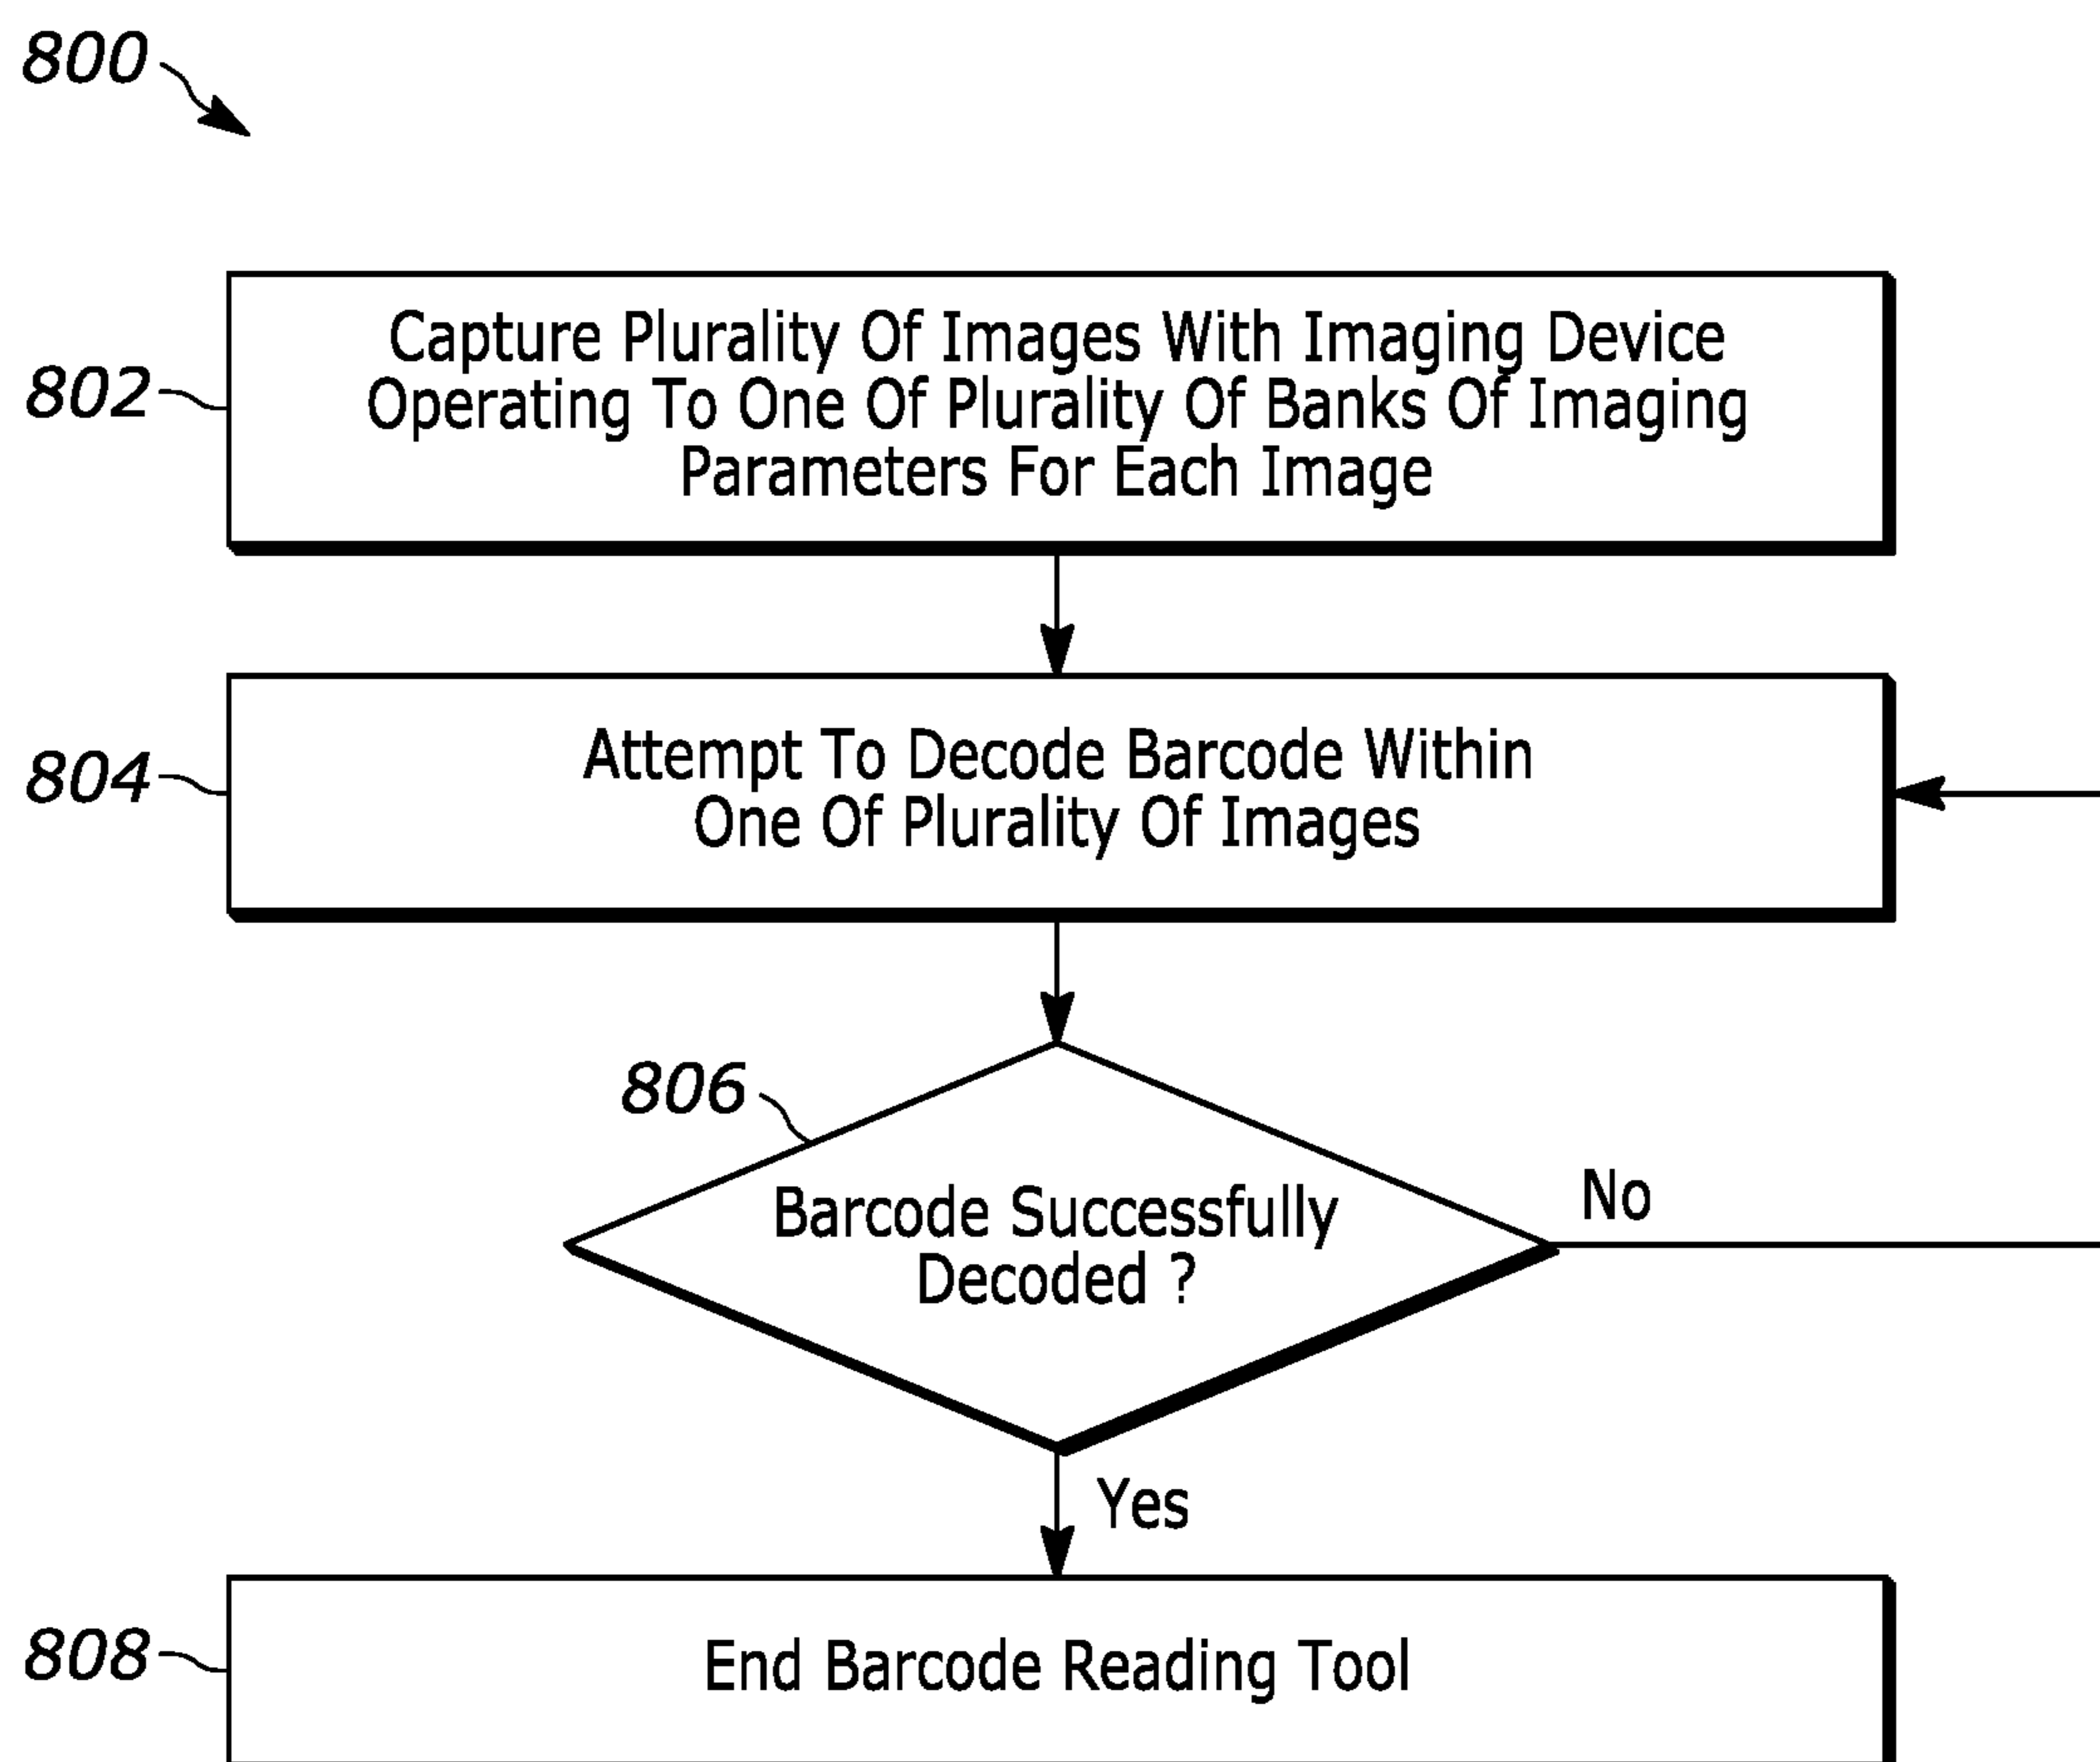 800
802
Capture Plurality Of Images With Imaging Device
Operating To One Of Plurality Of Banks Of Imaging
Parameters For Each Image
804
Attempt To Decode Barcode Within
One Of Plurality Of Images
806
Barcode Successfully
Decoded ?
No
Yes
808
End Barcode Reading Tool